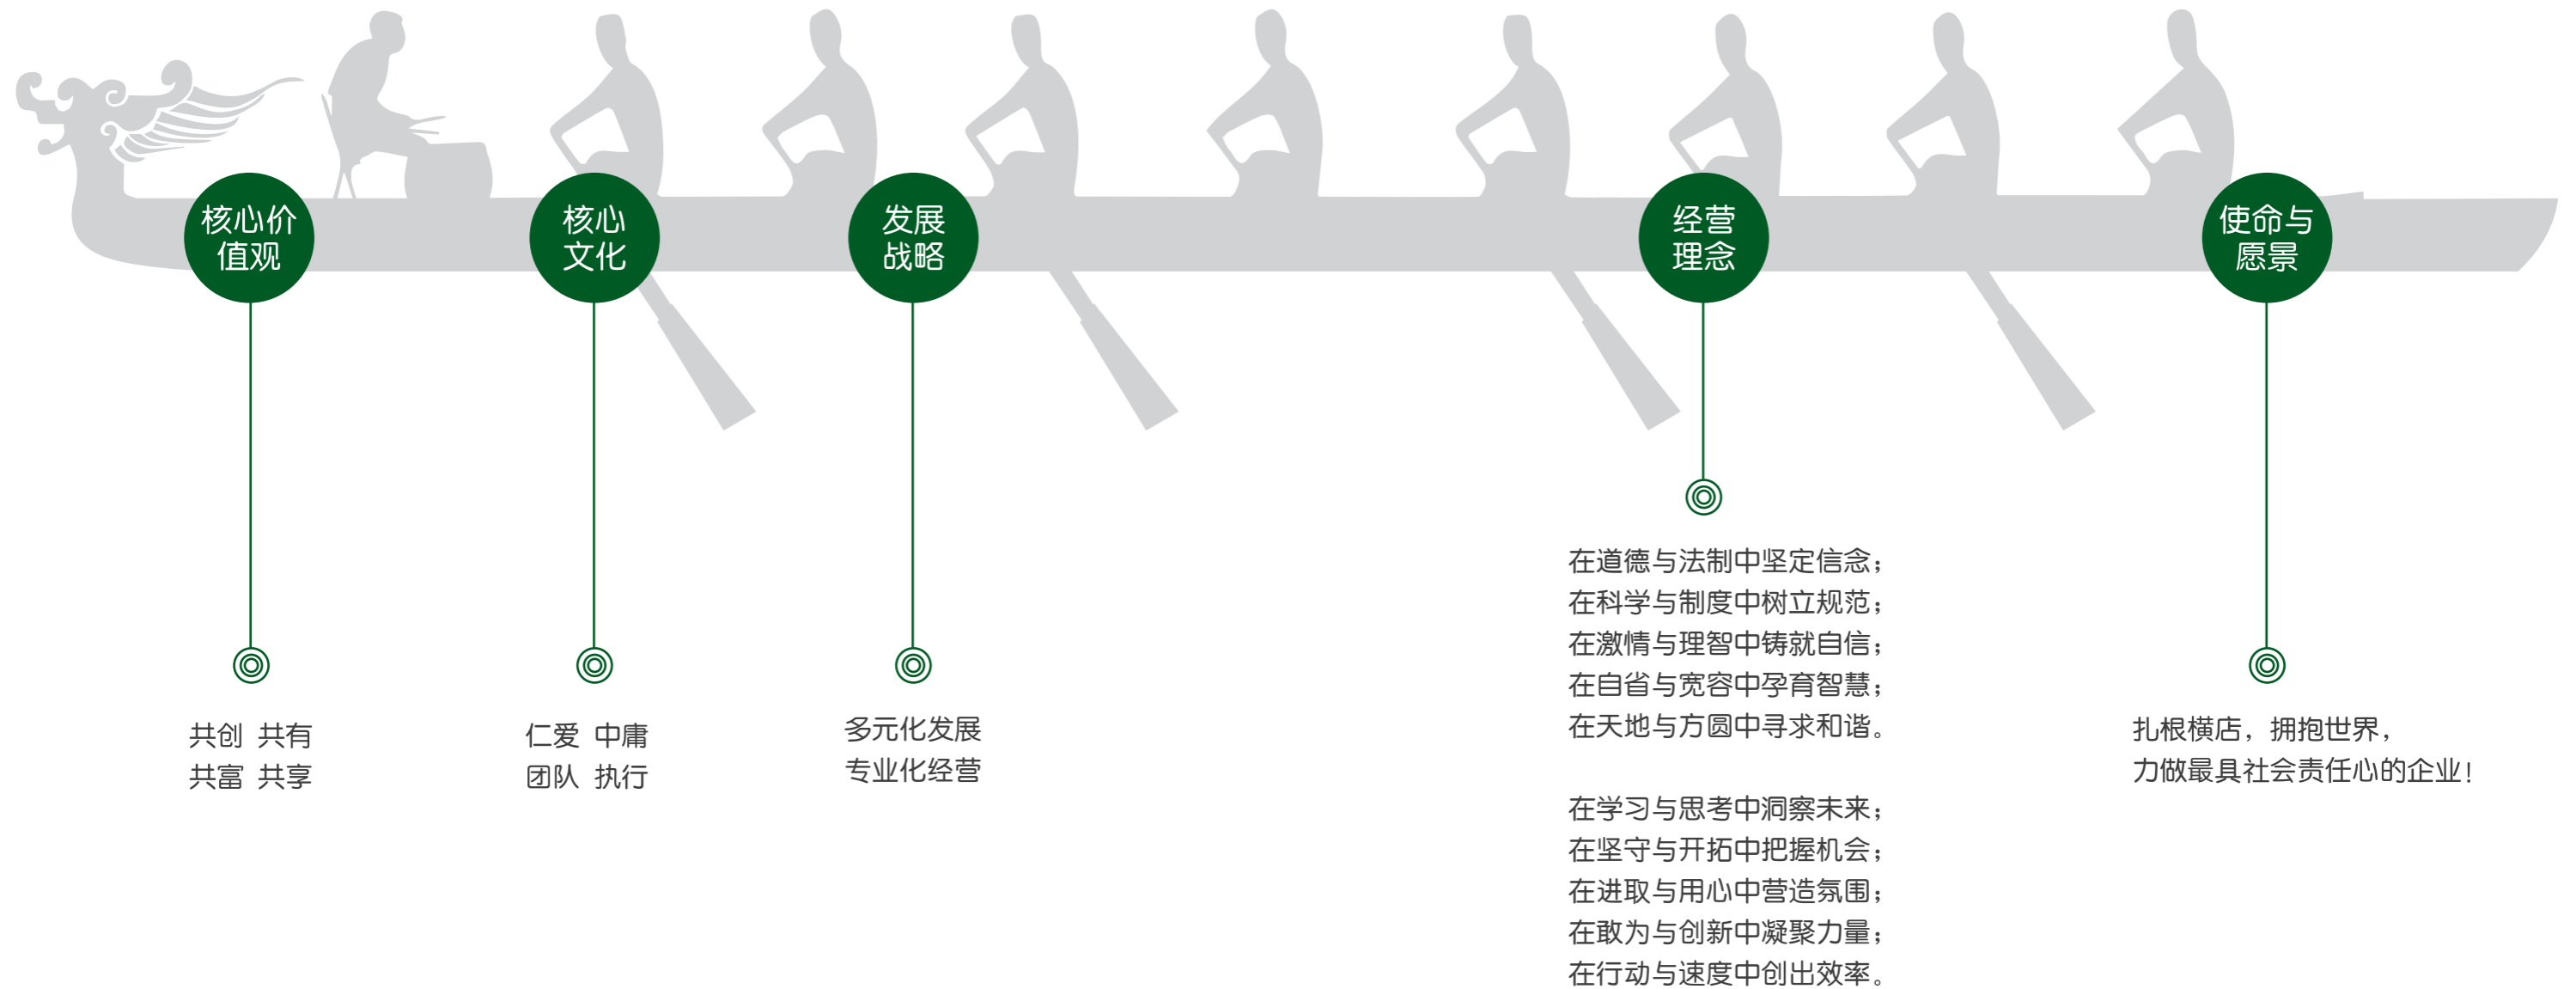 核心价
值观
核心
文化
发展
战略
经营
理念
使命与
愿景
共创 共有
共富 共享
仁爱 中庸
团队 执行
多元化发展
专业化经营
在道德与法制中坚定信念；
在科学与制度中树立规范；
在激情与理智中铸就自信；
在自省与宽容中孕育智慧；
在天地与方圆中寻求和谐。
在学习与思考中洞察未来；
在坚守与开拓中把握机会；
在进取与用心中营造氛围；
在敢为与创新中凝聚力量；
在行动与速度中创出效率。
扎根横店，拥抱世界，
力做最具社会责任心的企业！